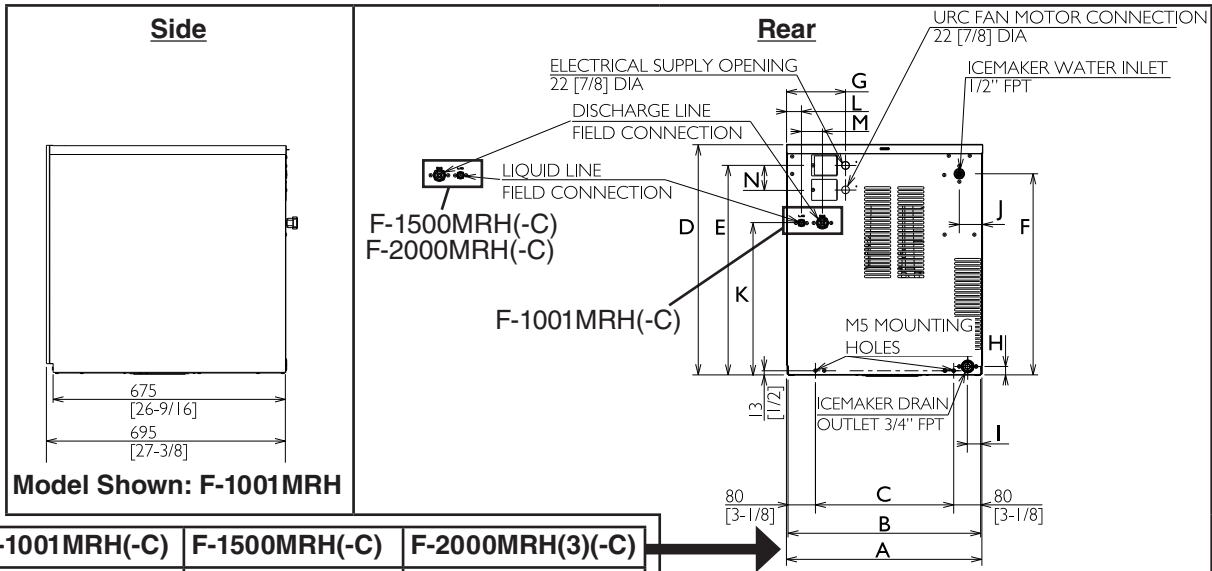 Side
Rear
URC FAN MOTOR CONNECTION
22 [7/8] DIA
ELECTRICAL SUPPLY OPENING
22 [7/8] DIA
ICEMAKER WATER INLET
1/2" FPT
DISCHARGE LINE
FIELD CONNECTION
LIQUID LINE
FIELD CONNECTION
F-1500MRH(-C)
F-2000MRH(-C)
F-1001MRH(-C)
G
L
M
N
D
E
J
F
K
M5 MOUNTING
HOLES
H
13
[1/2]
ICEMAKER DRAIN
OUTLET 3/4" FPT
I
675
[26-9/16]
695
[27-3/8]
Model Shown: F-1001MRH
80
[3-1/8]
C
80
[3-1/8]
B
A
-1001MRH(-C)
F-1500MRH(-C)
F-2000MRH(3)(-C)